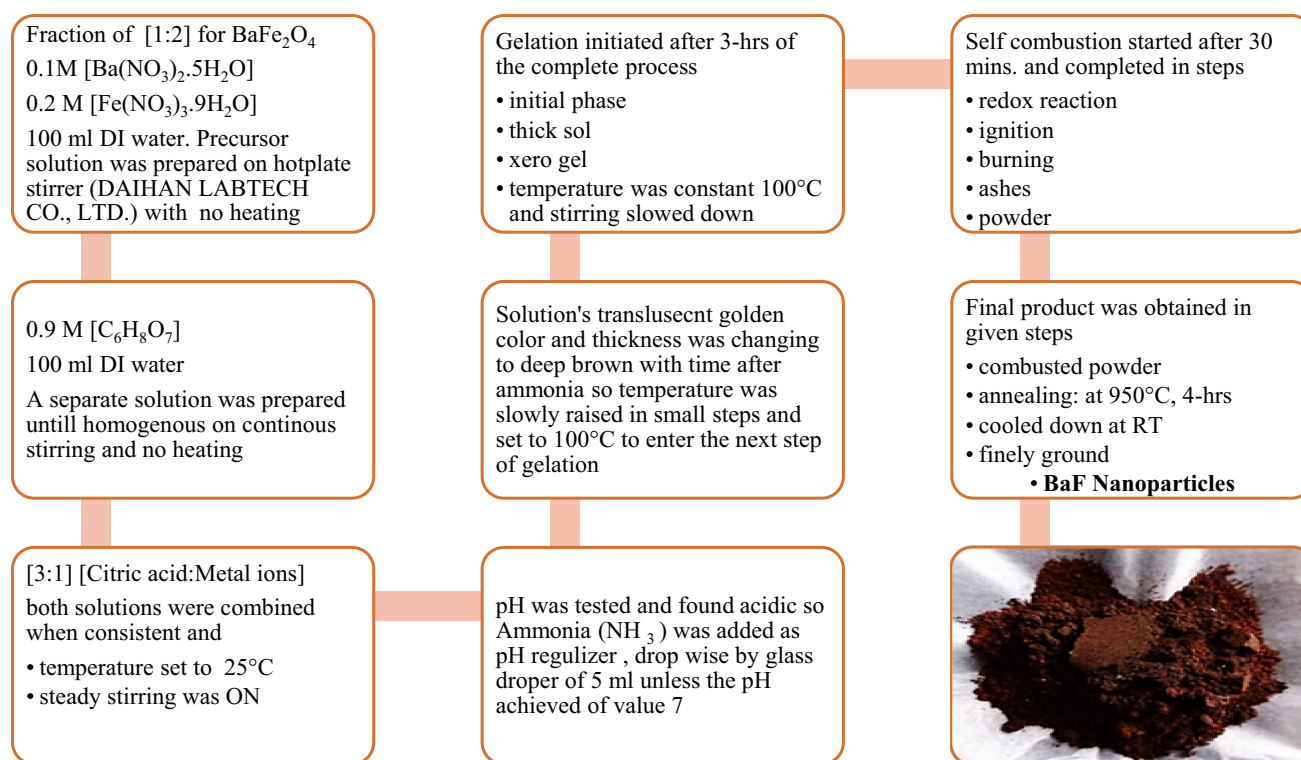 Fraction of [1:2] for BaFe₂O₄
0.1M [Ba(NO₃)₂.5H₂O]
0.2 M [Fe(NO₃)₃.9H₂O]
100 ml DI water. Precursor
solution was prepared on hotplate
stirrer (DAIHAN LABTECH
CO., LTD.) with no heating
0.9 M [C₆H₈O₇]
100 ml DI water
A separate solution was prepared
untill homogenous on continous
stirring and no heating
[3:1] [Citric acid:Metal ions]
both solutions were combined
when consistent and
• temperature set to 25°C
• steady stirring was ON
pH was tested and found acidic so
Ammonia (NH ₃ ) was added as
pH regulizer , drop wise by glass
droper of 5 ml unless the pH
achieved of value 7
Solution's translusecnt golden
color and thickness was changing
to deep brown with time after
ammonia so temperature was
slowly raised in small steps and
set to 100°C to enter the next step
of gelation
Gelation initiated after 3-hrs of
the complete process
• initial phase
• thick sol
• xero gel
• temperature was constant 100°C
and stirring slowed down
Self combustion started after 30
mins. and completed in steps
• redox reaction
• ignition
• burning
• ashes
• powder
Final product was obtained in
given steps
• combusted powder
• annealing: at 950°C, 4-hrs
• cooled down at RT
• finely ground
• BaF Nanoparticles